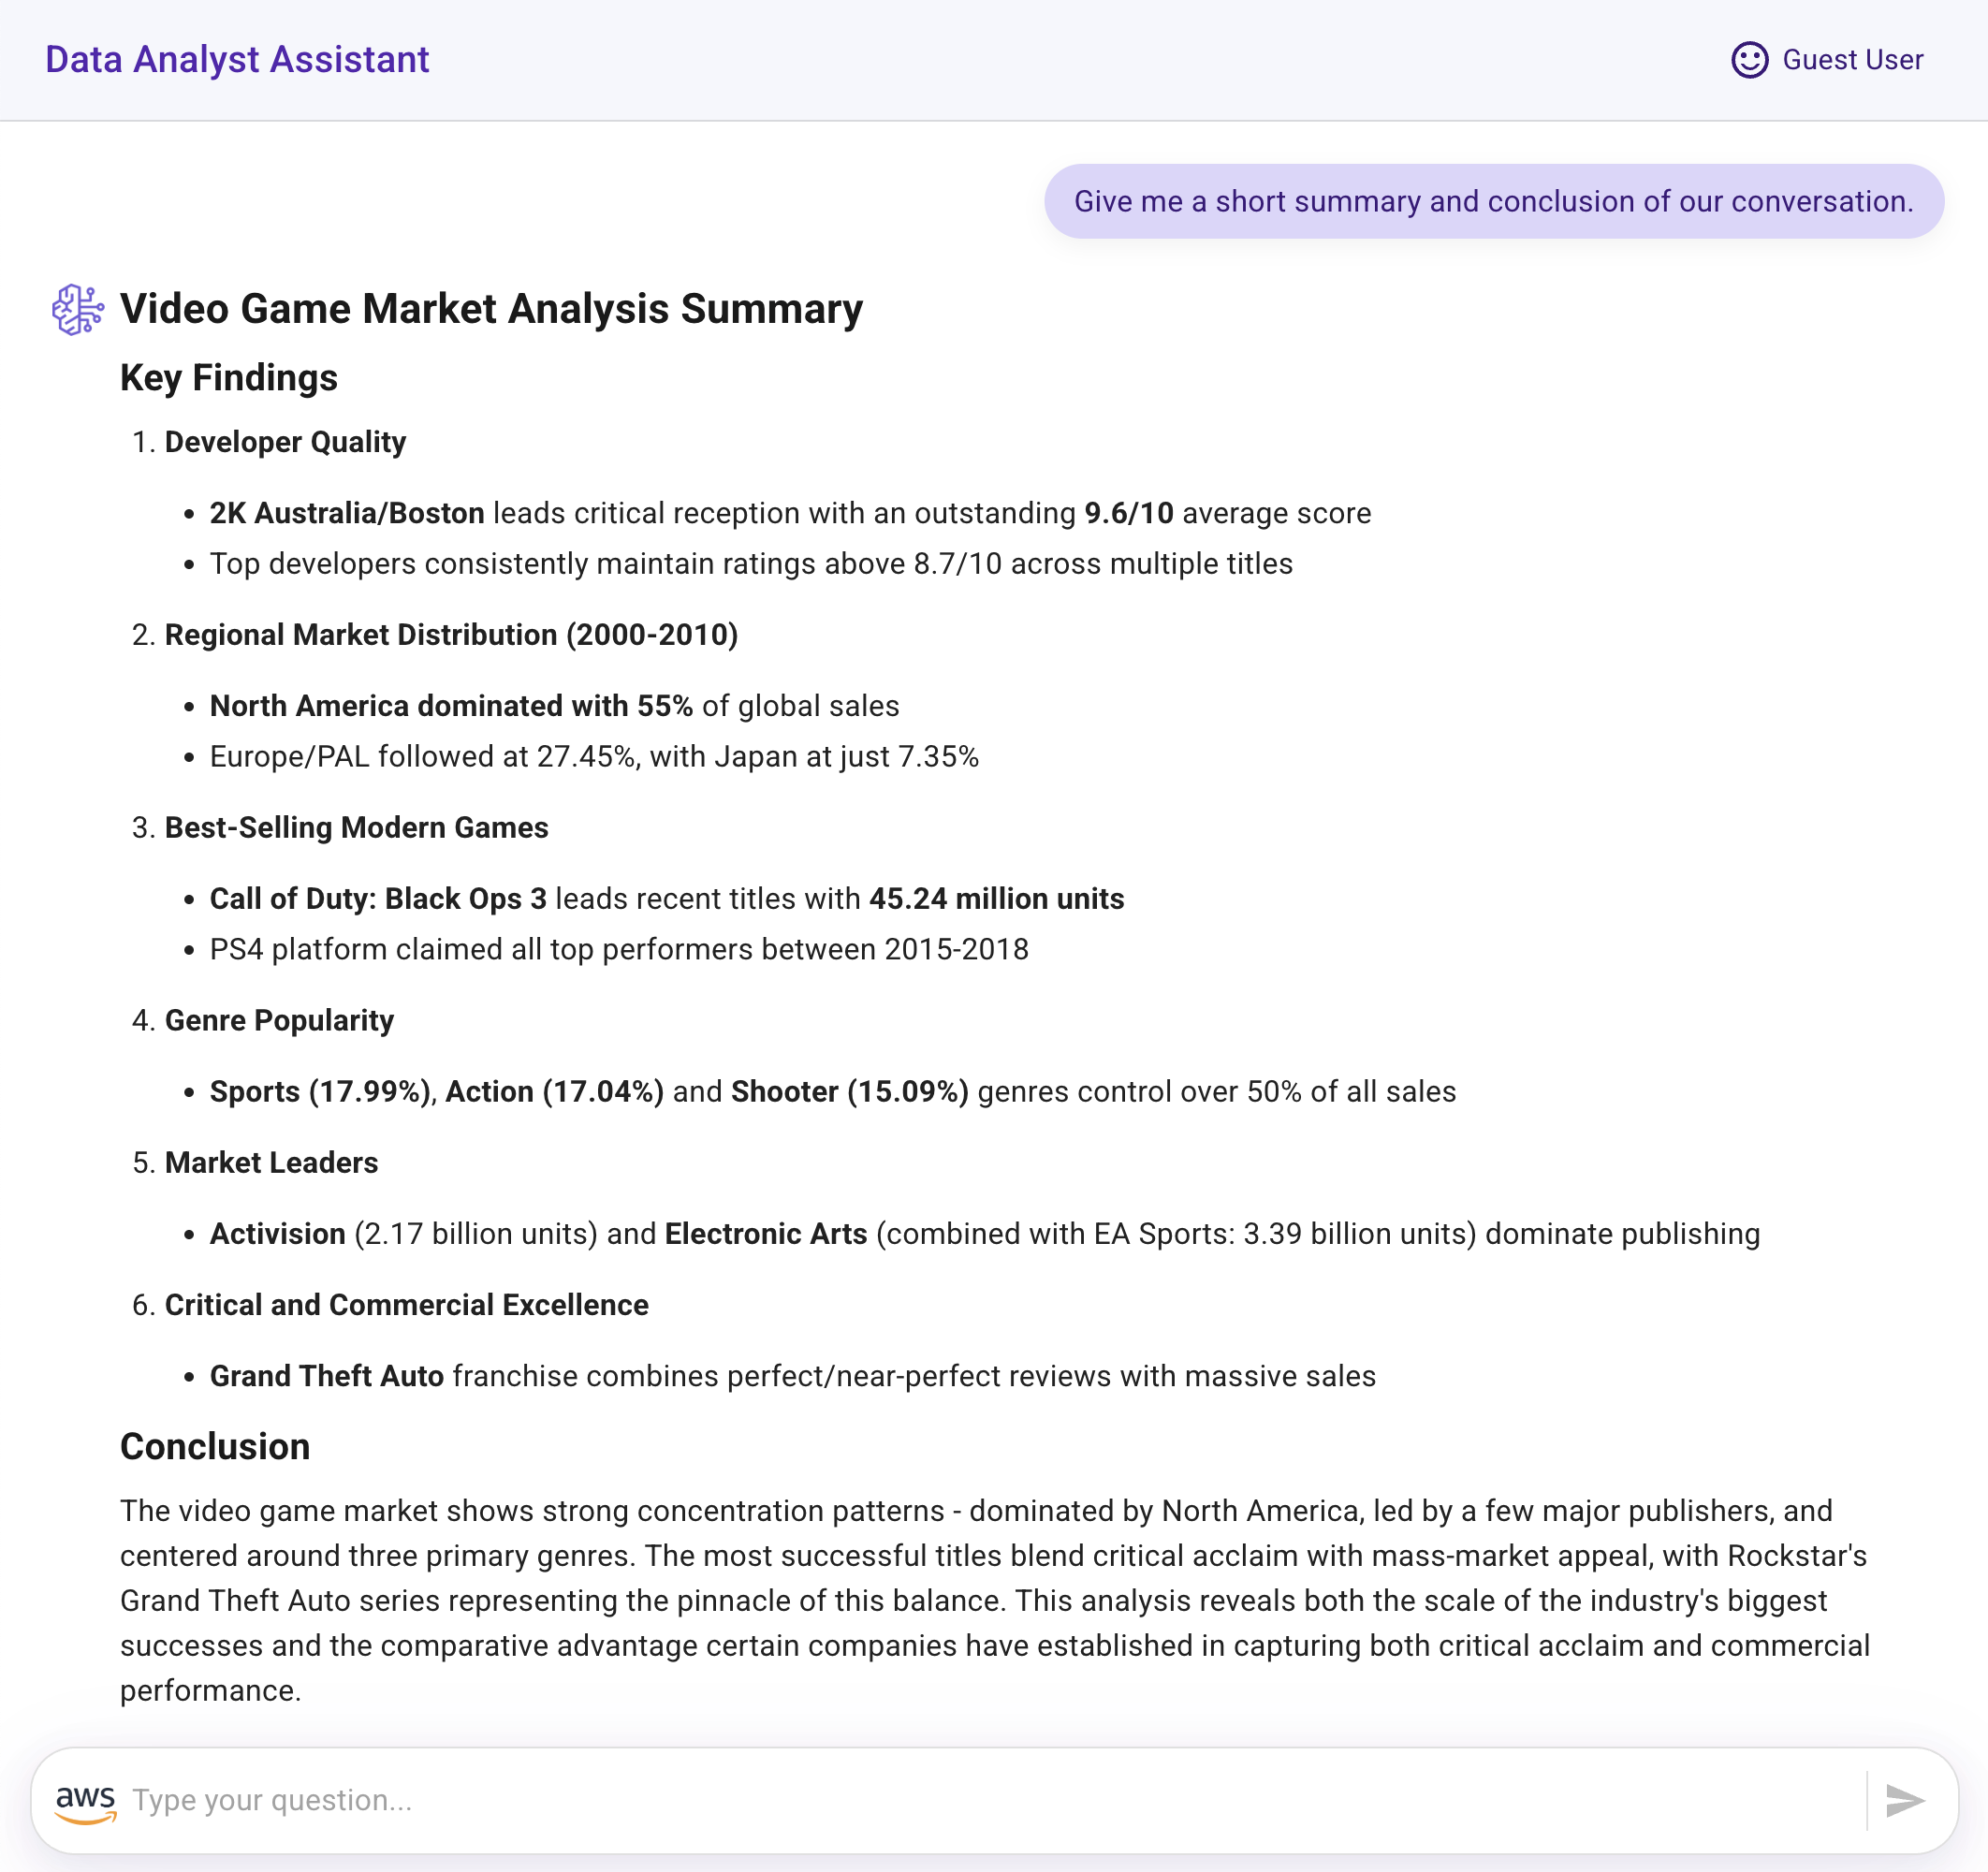 Data Analyst Assistant
Guest User
Give me a short summary and conclusion of our conversation.
Video Game Market Analysis Summary
Key Findings
1. Developer Quality
• 2K Australia/Boston leads critical reception with an outstanding 9.6/10 average score
• Top developers consistently maintain ratings above 8.7/10 across multiple titles
2. Regional Market Distribution (2000-2010)
• North America dominated with 55% of global sales
• Europe/PAL followed at 27.45%, with Japan at just 7.35%
3. Best-Selling Modern Games
• Call of Duty: Black Ops 3 leads recent titles with 45.24 million units
• PS4 platform claimed all top performers between 2015-2018
4. Genre Popularity
• Sports (17.99%), Action (17.04%) and Shooter (15.09%) genres control over 50% of all sales
5. Market Leaders
• Activision (2.17 billion units) and Electronic Arts (combined with EA Sports: 3.39 billion units) dominate publishing
6. Critical and Commercial Excellence
• Grand Theft Auto franchise combines perfect/near-perfect reviews with massive sales
Conclusion
The video game market shows strong concentration patterns - dominated by North America, led by a few major publishers, and
centered around three primary genres. The most successful titles blend critical acclaim with mass-market appeal, with Rockstar's
Grand Theft Auto series representing the pinnacle of this balance. This analysis reveals both the scale of the industry's biggest
successes and the comparative advantage certain companies have established in capturing both critical acclaim and commercial
performance.
aws Type your question...